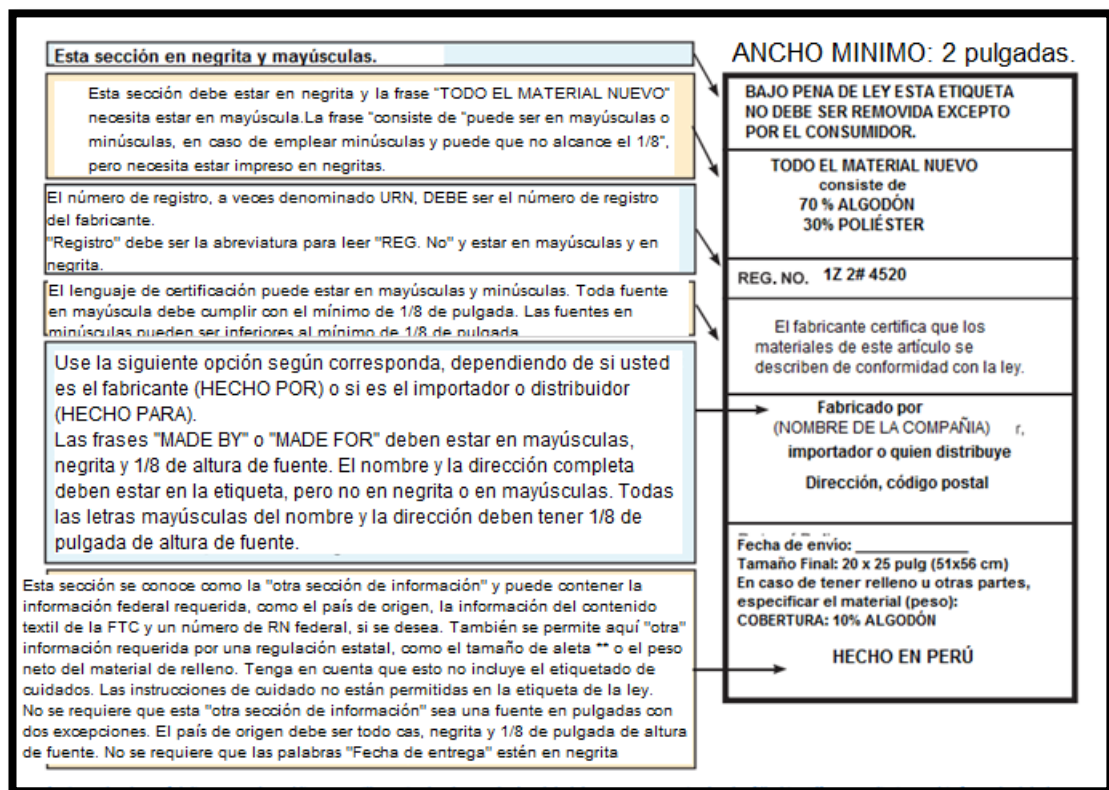 Esta sección en negrita y mayúsculas.
Esta sección debe estar en negrita y la frase "TODO EL MATERIAL NUEVO"
necesita estar en mayúscula.La frase "consiste de "puede ser en mayúsculas o
minúsculas, en caso de emplear minúsculas y puede que no alcance el 1/8",
pero necesita estar impreso en negritas.
El número de registro, a veces denominado URN, DEBE ser el número de registro
del fabricante.
"Registro" debe ser la abreviatura para leer "REG. No" y estar en mayúsculas y en
negrita.
El lenguaje de certificación puede estar en mayúsculas y minúsculas. Toda fuente
en mayúscula debe cumplir con el mínimo de 1/8 de pulgada. Las fuentes en
minúsculas pueden ser inferiores al mínimo de 1/8 de pulgada
Use la siguiente opción según corresponda, dependiendo de si usted
es el fabricante (HECHO POR) o si es el importador o distribuidor
(HECHO PARA).
Las frases "MADE BY" o "MADE FOR" deben estar en mayúsculas,
negrita y 1/8 de altura de fuente. El nombre y la dirección completa
deben estar en la etiqueta, pero no en negrita o en mayúsculas. Todas
las letras mayúsculas del nombre y la dirección deben tener 1/8 de
pulgada de altura de fuente.
Esta sección se conoce como la "otra sección de información" y puede contener la
información federal requerida, como el país de origen, la información del contenido
textil de la FTC y un número de RN federal, si se desea. También se permite aquí "otra"
información requerida por una regulación estatal, como el tamaño de aleta ** o el peso
neto del material de relleno. Tenga en cuenta que esto no incluye el etiquetado de
cuidados. Las instrucciones de cuidado no están permitidas en la etiqueta de la ley.
No se requiere que esta "otra sección de información" sea una fuente en pulgadas con
dos excepciones. El país de origen debe ser todo cas, negrita y 1/8 de pulgada de altura
de fuente. No se requiere que las palabras "Fecha de entrega" estén en negrita
ANCHO MINIMO: 2 pulgadas.
BAJO PENA DE LEY ESTA ETIQUETA
NO DEBE SER REMOVIDA EXCEPTO
POR EL CONSUMIDOR.
TODO EL MATERIAL NUEVO
consiste de
70 % ALGODÓN
30% POLIÉSTER
REG. NO. 1Z 2# 4520
El fabricante certifica que los
materiales de este artículo se
describen de conformidad con la ley.
Fabricado por
(NOMBRE DE LA COMPAÑIA) r,
importador o quien distribuye
Dirección, código postal
Fecha de envío: ____________
Tamaño Final: 20 x 25 pulg (51x56 cm)
En caso de tener relleno u otras partes,
especificar el material (peso):
COBERTURA: 10% ALGODÓN
HECHO EN PERÚ